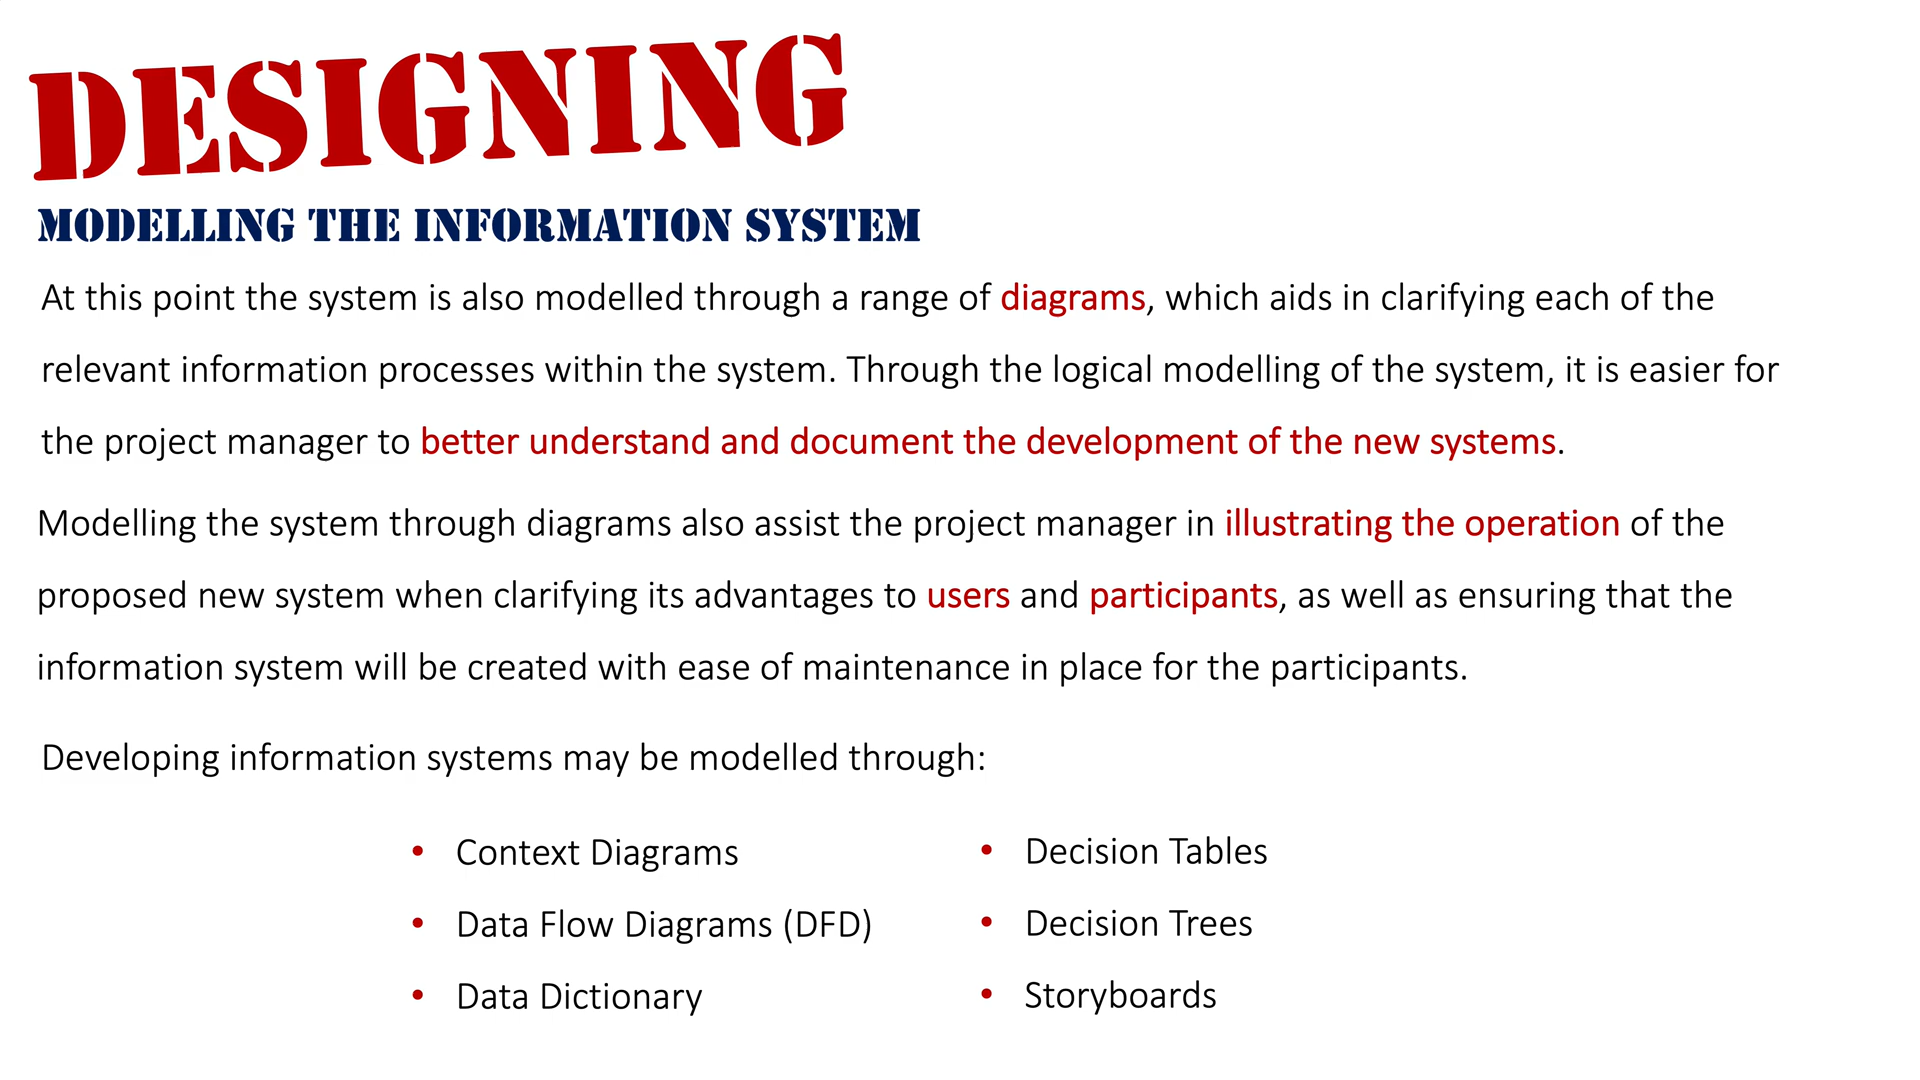 DESIGNING
MODELLING THE INFORMATION SYSTEM
At this point the system is also modelled through a range of diagrams, which aids in clarifying each of the
relevant information processes within the system. Through the logical modelling of the system, it is easier for
the project manager to better understand and document the development of the new systems.
Modelling the system through diagrams also assist the project manager in illustrating the operation of the
proposed new system when clarifying its advantages to users and participants, as well as ensuring that the
information system will be created with ease of maintenance in place for the participants.
Developing information systems may be modelled through:
• Context Diagrams
• Data Flow Diagrams (DFD)
• Data Dictionary
• Decision Tables
• Decision Trees
• Storyboards